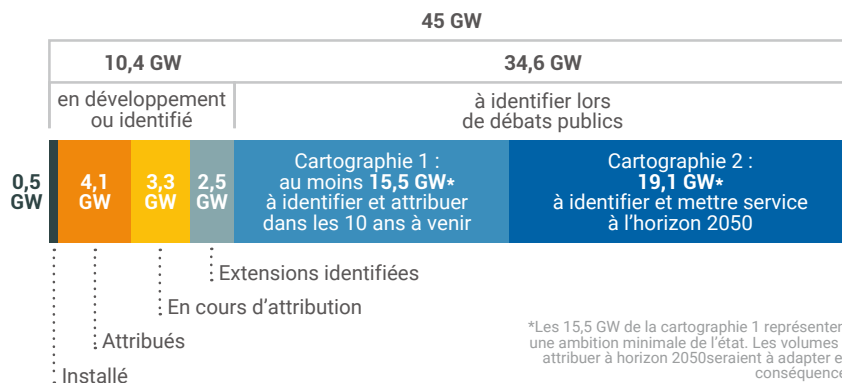 45 GW
10,4 GW
34,6 GW
en développement
ou identifié
à identifier lors
de débats publics
0,5
GW
4,1
GW
3,3
GW
2,5
GW
Cartographie 1 :
au moins 15,5 GW*
à identifier et attribuer
dans les 10 ans à venir
Cartographie 2 :
19,1 GW*
à identifier et mettre service
à l'horizon 2050
Extensions identifiées
En cours d'attribution
Attribués
Installé
*Les 15,5 GW de la cartographie 1 représenter
une ambition minimale de l'état. Les volumes
attribuer à horizon 2050seraient à adapter e
conséquence